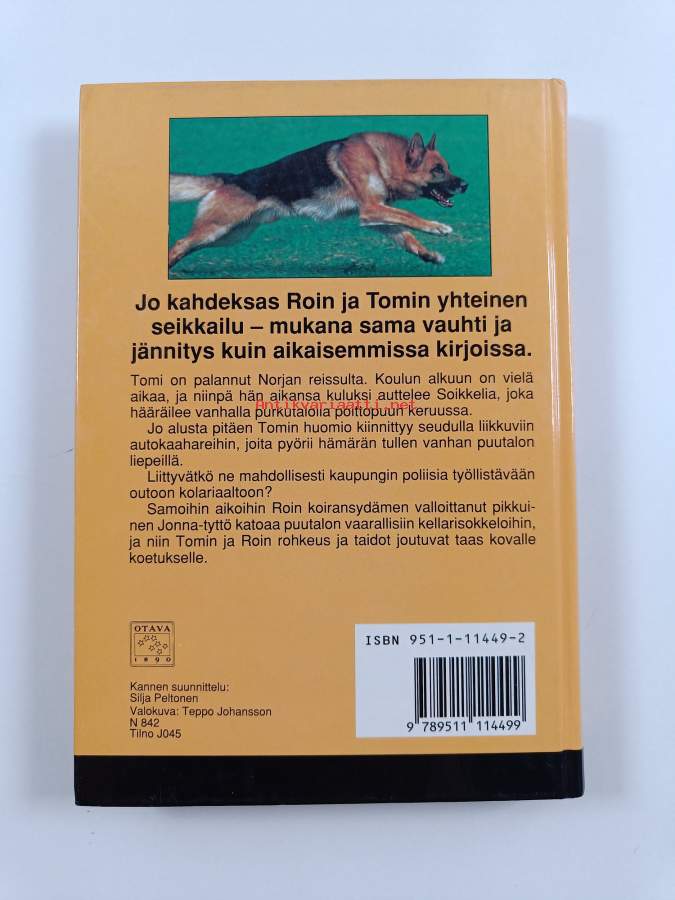 Jo kahdeksas Roin ja Tomin yhteinen
seikkailu – mukana sama vauhti ja
jännitys kuin aikaisemmissa kirjoissa.
Tomi on palannut Norjan reissulta. Koulun alkuun on vielä
aikaa, ja niinpä hän aikansa kuluksi auttelee Soikkelia, joka
Antikvariaatti.net
hääräilee vanhalla purkutalolla polttopuun keruussa.
Jo alusta pitäen Tomin huomio kiinnittyy seudulla liikkuviin
autokaahareihin, joita pyörii hämärän tullen vanhan puutalon
liepeillä.
Liittyvätkö ne mahdollisesti kaupungin poliisia työllistävään
outoon kolariaaltoon?
Samoihin aikoihin Roin koiransydämen valloittanut pikkui-
nen Jonna-tyttö katoaa puutalon vaarallisiin kellarisokkeloihin,
ja niin Tomin ja Roin rohkeus ja taidot joutuvat taas kovalle
koetukselle.
OTAVA
1890
ISBN 951-1-11449-2
9 789511 114499
Kannen suunnittelu:
Silja Peltonen
Valokuva: Teppo Johansson
N 842
Tilno J045